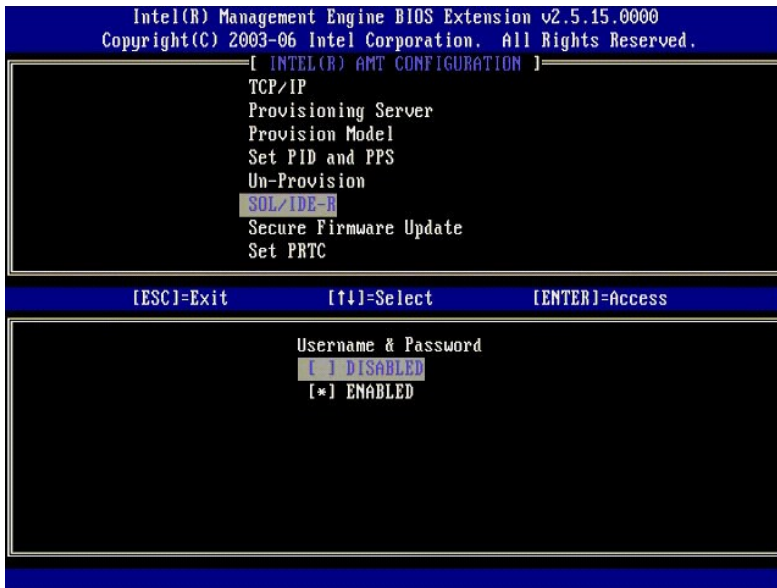 Intel(R) Management Engine BIOS Extension v2.5.15.0000
Copyright(C) 2003-06 Intel Corporation. All Rights Reserved.
[ INTEL(R) AMT CONFIGURATION ]
TCP/IP
Provisioning Server
Provision Model
Set PID and PPS
Un-Provision
SOL/IDE-R
Secure Firmware Update
Set PRTC
[ESC]=Exit [↑↓]=Select [ENTER]=Access
Username & Password
[ ] DISABLED
[*] ENABLED